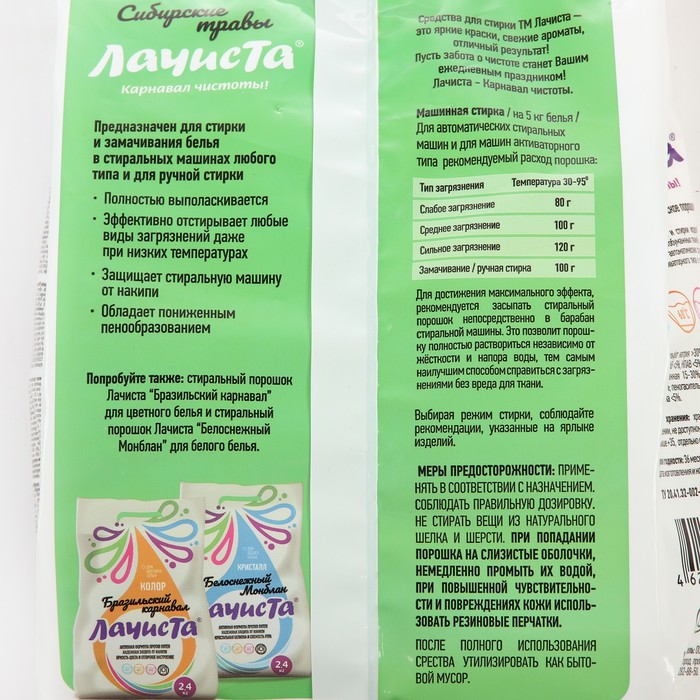 Сибирские
травы
ЛачисТа®
Карнавал чистоты!
Предназначен для стирки
и замачивания белья
в стиральных машинах любого
типа и для ручной стирки
· Полностью выполаскивается
· Эффективно отстирывает любые
виды загрязнений даже
при низких температурах
· Защищает стиральную машину
от накипи
· Обладает пониженным
пенообразованием
Попробуйте также: стиральный порошок
Лачиста "Бразильский карнавал"
для цветного белья и стиральный
порошок Лачиста "Белоснежный
Монблан" для белого белья.
КОЛОР
Бразильский
карнавал
ЛачисТа
2,4
КРИСТАЛЛ
Белоснежный
Монблан
ЛачисТа
2,4
Средства для стирки ТМ Лачиста –
это яркие краски, свежие ароматы,
отличный результат!
Пусть забота о чистоте станет Вашим
ежедневным праздником!
Лачиста – Карнавал чистоты.
Машинная стирка / на 5 кг белья /
Для автоматических стиральных
машин и для машин активаторного
типа рекомендуемый расход порошка:
Тип загрязнения Температура 30-95°
Слабое загрязнение 80 г
Среднее загрязнение 100 г
Сильное загрязнение 120 г
Замачивание / ручная стирка 100 г
Для достижения максимального эффекта,
рекомендуется засыпать стиральный
порошок непосредственно в барабан
стиральной машины. Это позволит порош-
ку полностью раствориться независимо от
жёсткости и напора воды, тем самым
наилучшим способом справиться с загряз-
нениями без вреда для ткани.
Выбирая режим стирки, соблюдайте
рекомендации, указанные на ярлыке
изделий.
МЕРЫ ПРЕДОСТОРОЖНОСТИ: ПРИМЕ-
НЯТЬ В СООТВЕТСТВИИ С НАЗНАЧЕНИЕМ.
СОБЛЮДАТЬ ПРАВИЛЬНУЮ ДОЗИРОВКУ.
НЕ СТИРАТЬ ВЕЩИ ИЗ НАТУРАЛЬНОГО
ШЕЛКА И ШЕРСТИ. ПРИ ПОПАДАНИИ
ПОРОШКА НА СЛИЗИСТЫЕ ОБОЛОЧКИ,
НЕМЕДЛЕННО ПРОМЫТЬ ИХ ВОДОЙ,
ПРИ ПОВЫШЕННОЙ ЧУВСТВИТЕЛЬНОС-
ТИ И ПОВРЕЖДЕНИЯХ КОЖИ ИСПОЛЬ-
ЗОВАТЬ РЕЗИНОВЫЕ ПЕРЧАТКИ.
ПОСЛЕ ПОЛНОГО ИСПОЛЬЗОВАНИЯ
СРЕДСТВА УТИЛИЗИРОВАТЬ КАК БЫТО-
ВОЙ МУСОР.
ТУ 20.41.32-002-